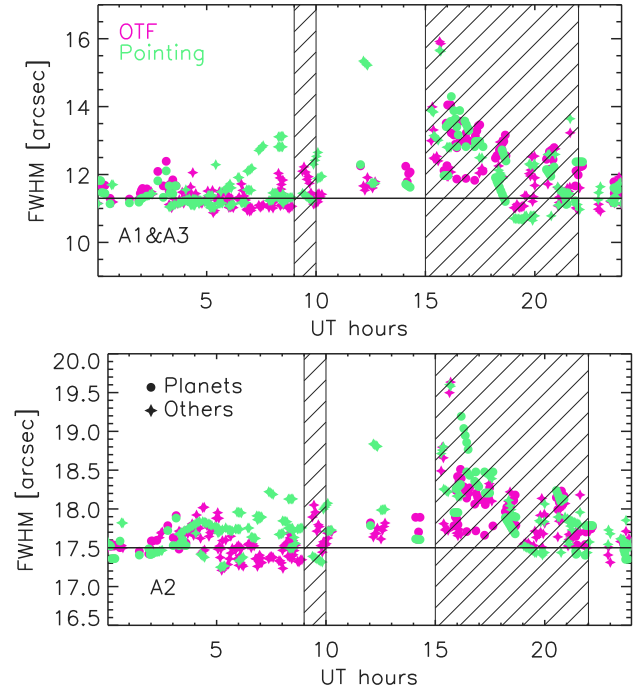 OTF
Pointing
16
14
12
10
FWHM [arcsec]
A1&A3
5
10
15
20
UT hours
Planets
Others
20.0
19.5
19.0
18.5
18.0
17.5
17.0
16.5
FWHM [arcsec]
A2
5
10
15
20
UT hours